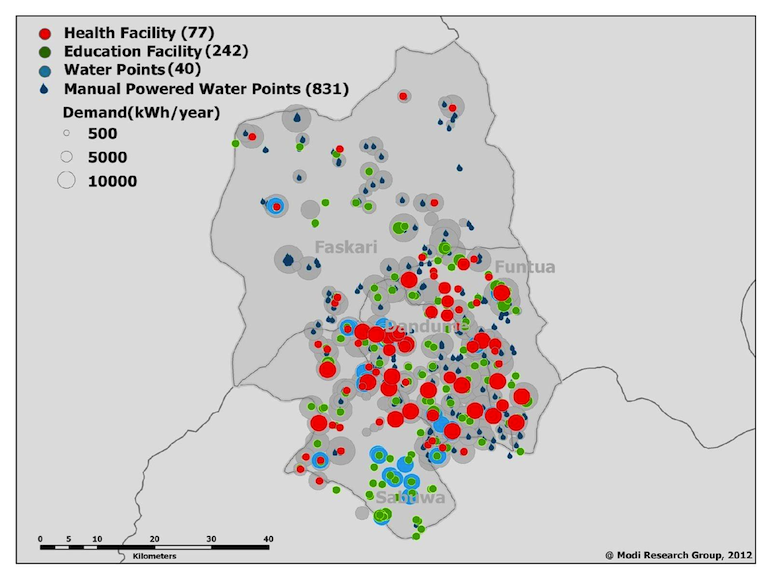 Health Facility (77)
Education Facility (242)
Water Points (40)
Manual Powered Water Points (831)
Demand(kWh/year)
500
5000
10000
Faskari
Funtua
Dandume
Sabuwa
0 5 10 20 30 40
Kilometers
@ Modi Research Group, 2012